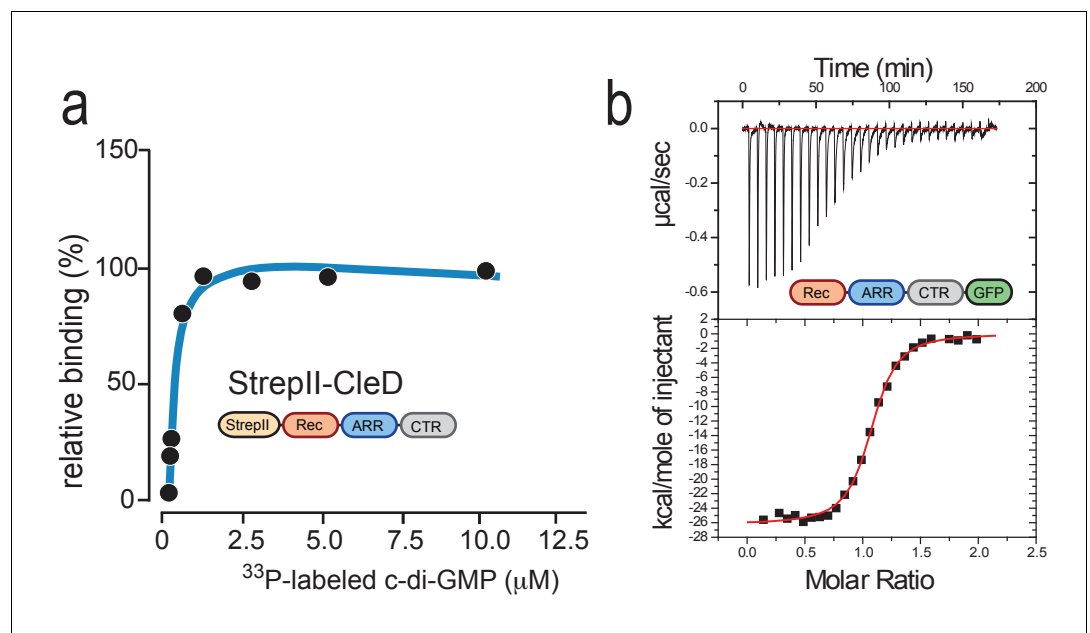 a
150
100
50
0
relative binding (%)
StrepII-CleD
StrepII Rec ARR CTR
0 2.5 5.0 7.5 10.0 12.5
³³P-labeled c-di-GMP (μM)
b
Time (min)
0 50 100 150 200
0.0
-0.2
-0.4
-0.6
µcal/sec
Rec ARR CTR GFP
2
0
-2
-4
-6
-8
-10
-12
-14
-16
-18
-20
-22
-24
-26
-28
kcal/mole of injectant
0.0 0.5 1.0 1.5 2.0 2.5
Molar Ratio